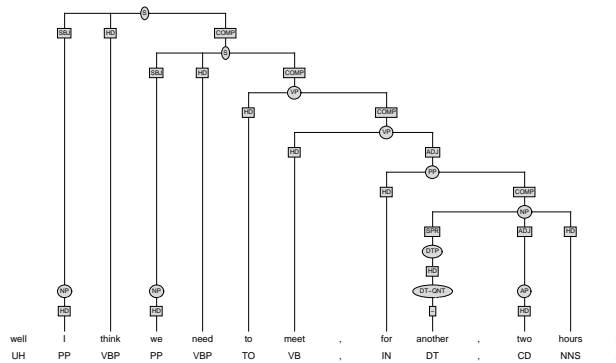 S
SBJ HD COMP
S
SBJ HD COMP
VP
HD COMP
VP
HD ADJ
PP
HD COMP
NP
SPR ADJ HD
DTP
HD
NP NP DT-QNT AP
HD HD – HD
well I think we need to meet , for another , two hours
UH PP VBP PP VBP TO VB , IN DT , CD NNS